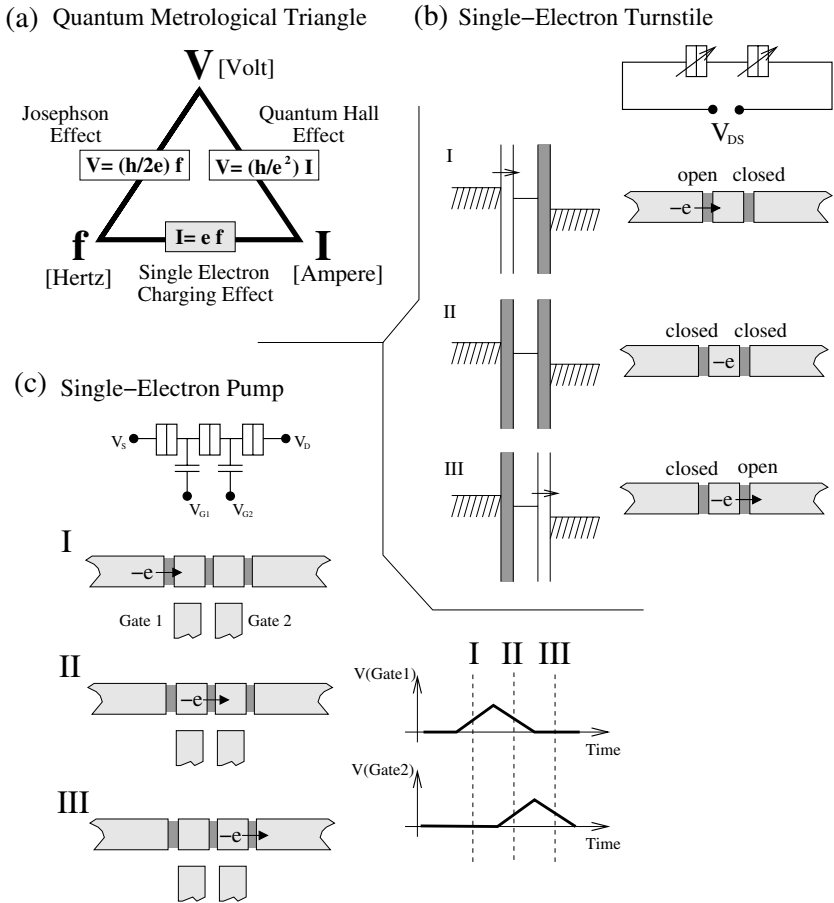 (a) Quantum Metrological Triangle
V [Volt]
Josephson
Effect
Quantum Hall
Effect
V= (h/2e) f
V= (h/e²) I
I= e f
f
[Hertz]
I
[Ampere]
Single Electron
Charging Effect
(b) Single−Electron Turnstile
V_DS
I
open closed
−e
II
closed closed
−e
III
closed open
−e
(c) Single−Electron Pump
V_S
V_D
V_G1 V_G2
I
−e
Gate 1 Gate 2
II
−e
III
−e
I II III
V(Gate1)
Time
V(Gate2)
Time